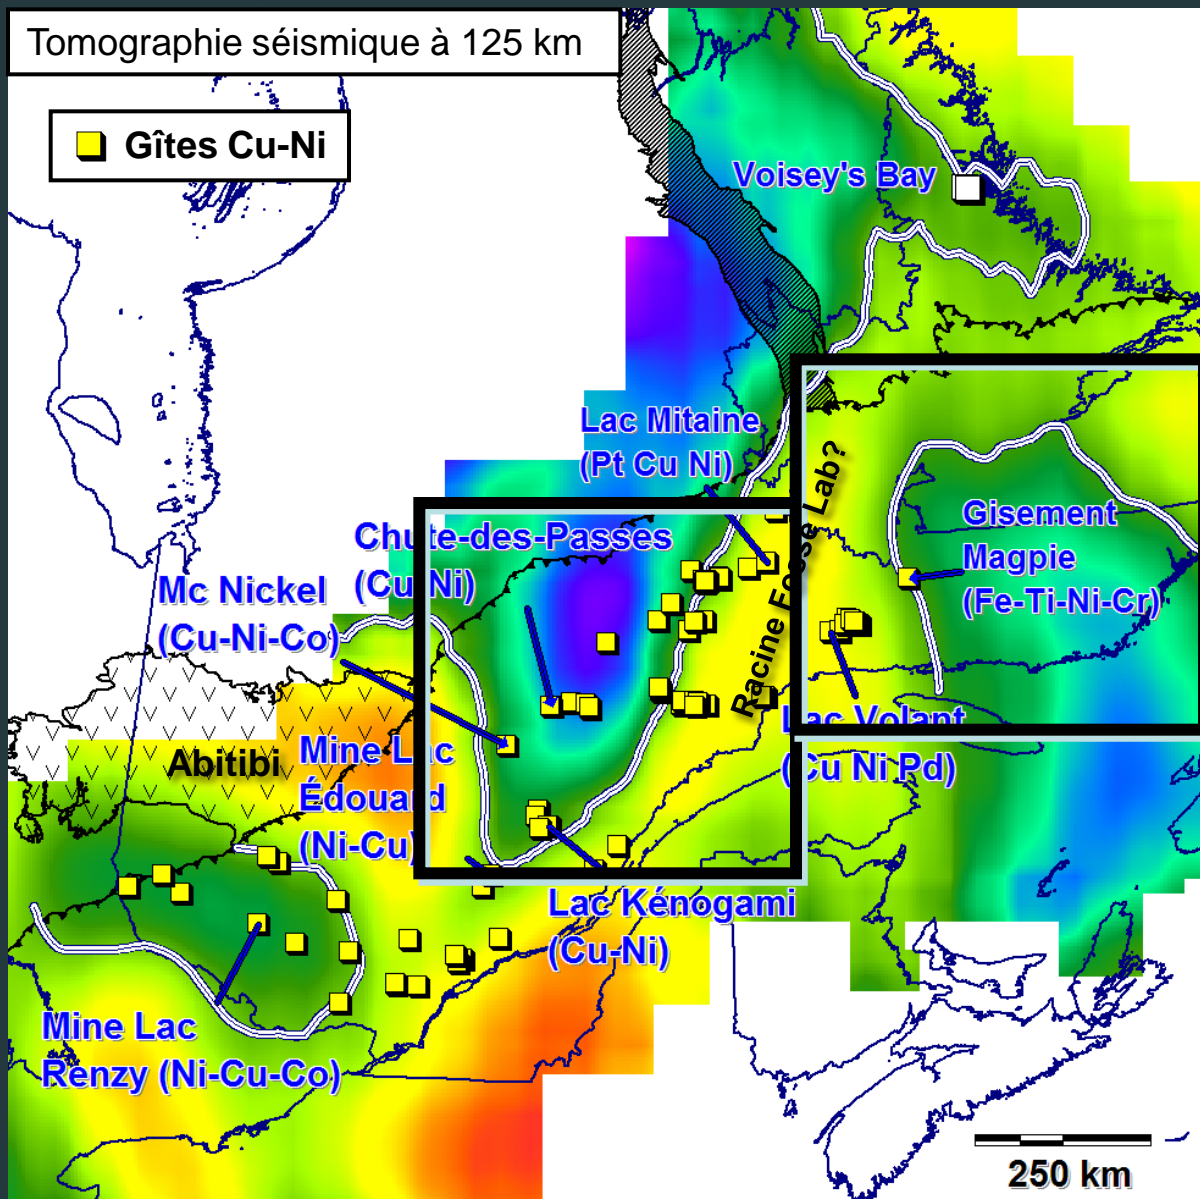 Tomographie séismique à 125 km
Gîtes Cu-Ni
Voisey's Bay
Lac Mitaine
(Pt Cu Ni)
Racine Fosse Lab?
Gisement
Magpie
(Fe-Ti-Ni-Cr)
Chute-des-Passes
(Cu Ni)
Mc Nickel
(Cu-Ni-Co)
Lac Volant
(Cu Ni Pd)
Abitibi
Mine Lac
Édouard
(Ni-Cu)
Lac Kénogami
(Cu-Ni)
Mine Lac
Renzy (Ni-Cu-Co)
250 km